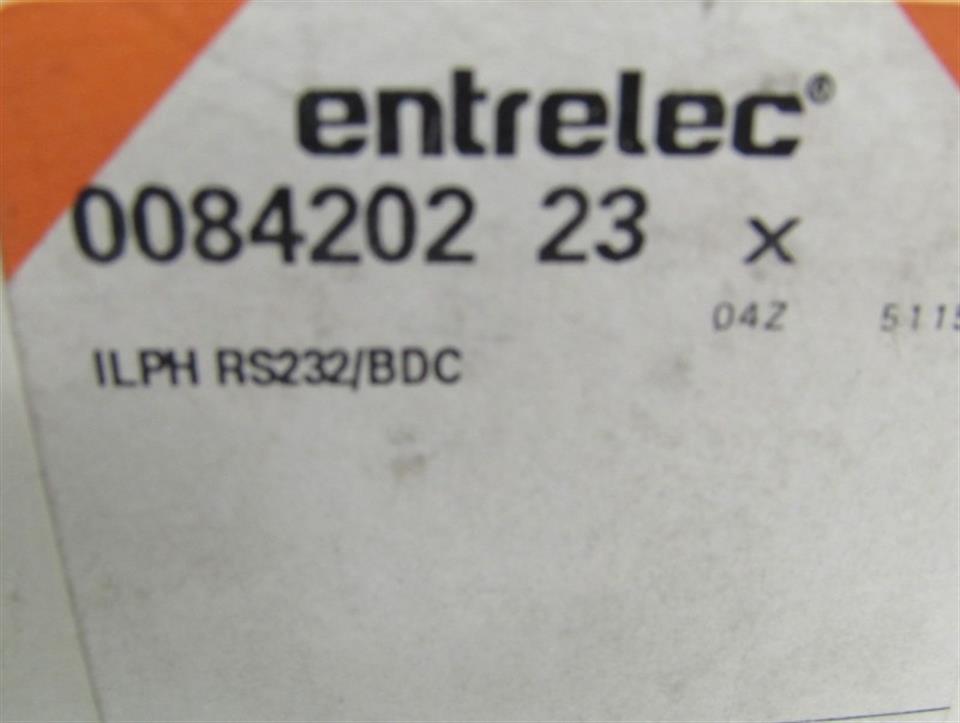 entrelec®
0084202 23 x
04Z 5115
ILPH RS232/BDC